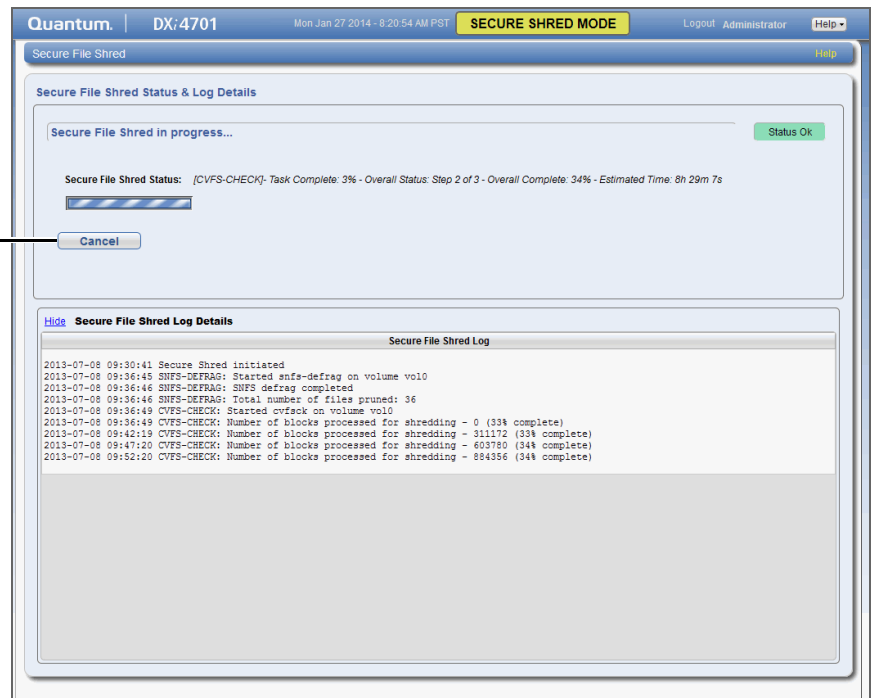 Quantum. DXi4701 Mon Jan 27 2014 - 8:20:54 AM PST SECURE SHRED MODE Logout Administrator Help
Secure File Shred Help
Secure File Shred Status & Log Details
Secure File Shred in progress... Status Ok
Secure File Shred Status: [CVFS-CHECK]- Task Complete: 3% - Overall Status: Step 2 of 3 - Overall Complete: 34% - Estimated Time: 8h 29m 7s
Cancel
Hide Secure File Shred Log Details
Secure File Shred Log
2013-07-08 09:30:41 Secure Shred initiated
2013-07-08 09:36:45 SNFS-DEFRAG: Started snfs-defrag on volume vol0
2013-07-08 09:36:46 SNFS-DEFRAG: SNFS defrag completed
2013-07-08 09:36:46 SNFS-DEFRAG: Total number of files pruned: 36
2013-07-08 09:36:49 CVFS-CHECK: Started cvfsck on volume vol0
2013-07-08 09:36:49 CVFS-CHECK: Number of blocks processed for shredding - 0 (33% complete)
2013-07-08 09:42:19 CVFS-CHECK: Number of blocks processed for shredding - 311172 (33% complete)
2013-07-08 09:47:20 CVFS-CHECK: Number of blocks processed for shredding - 603780 (34% complete)
2013-07-08 09:52:20 CVFS-CHECK: Number of blocks processed for shredding - 884356 (34% complete)